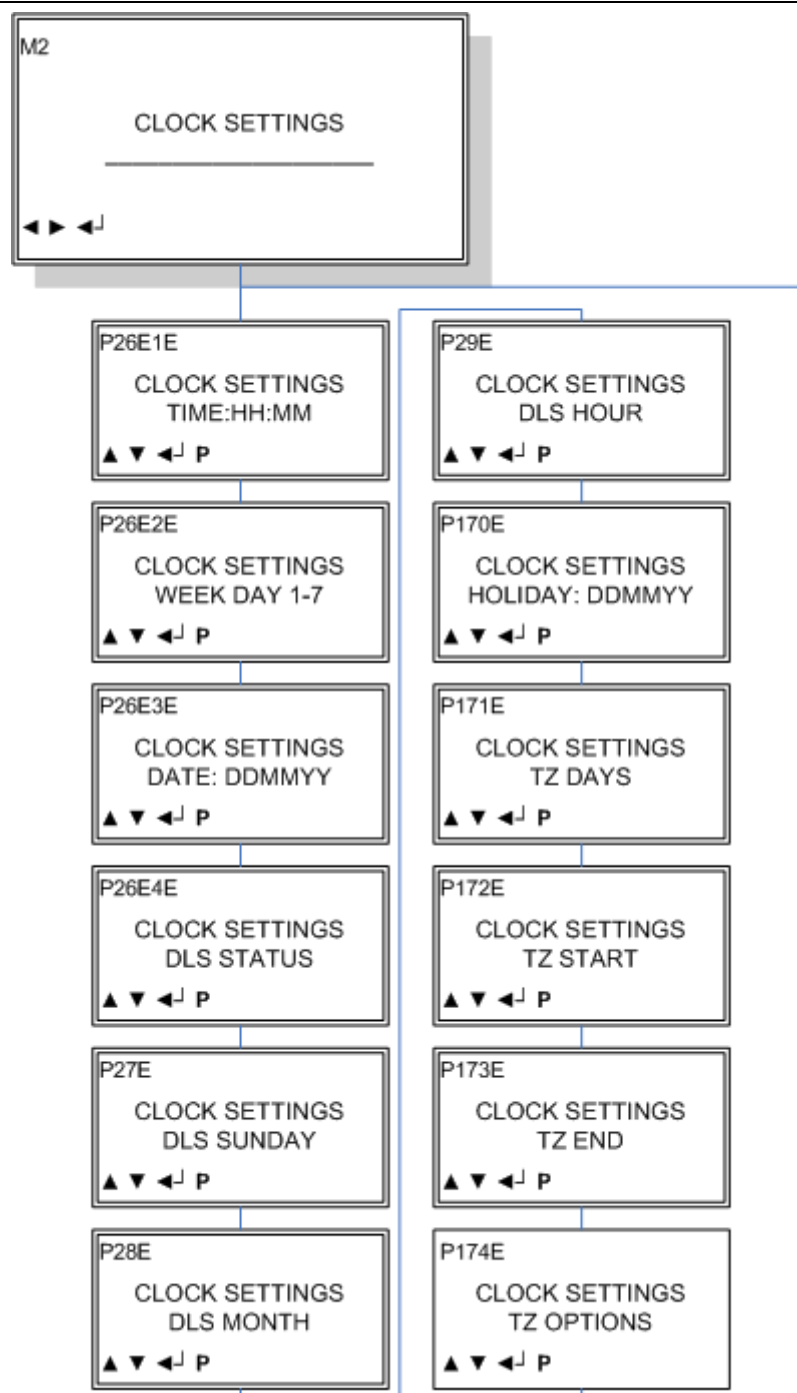 M2
CLOCK SETTINGS
____________________
◄ ► ◄┘
P26E1E
CLOCK SETTINGS
TIME:HH:MM
▲ ▼ ◄┘ P
P26E2E
CLOCK SETTINGS
WEEK DAY 1-7
▲ ▼ ◄┘ P
P26E3E
CLOCK SETTINGS
DATE: DDMMYY
▲ ▼ ◄┘ P
P26E4E
CLOCK SETTINGS
DLS STATUS
▲ ▼ ◄┘ P
P27E
CLOCK SETTINGS
DLS SUNDAY
▲ ▼ ◄┘ P
P28E
CLOCK SETTINGS
DLS MONTH
▲ ▼ ◄┘ P
P29E
CLOCK SETTINGS
DLS HOUR
▲ ▼ ◄┘ P
P170E
CLOCK SETTINGS
HOLIDAY: DDMMYY
▲ ▼ ◄┘ P
P171E
CLOCK SETTINGS
TZ DAYS
▲ ▼ ◄┘ P
P172E
CLOCK SETTINGS
TZ START
▲ ▼ ◄┘ P
P173E
CLOCK SETTINGS
TZ END
▲ ▼ ◄┘ P
P174E
CLOCK SETTINGS
TZ OPTIONS
▲ ▼ ◄┘ P